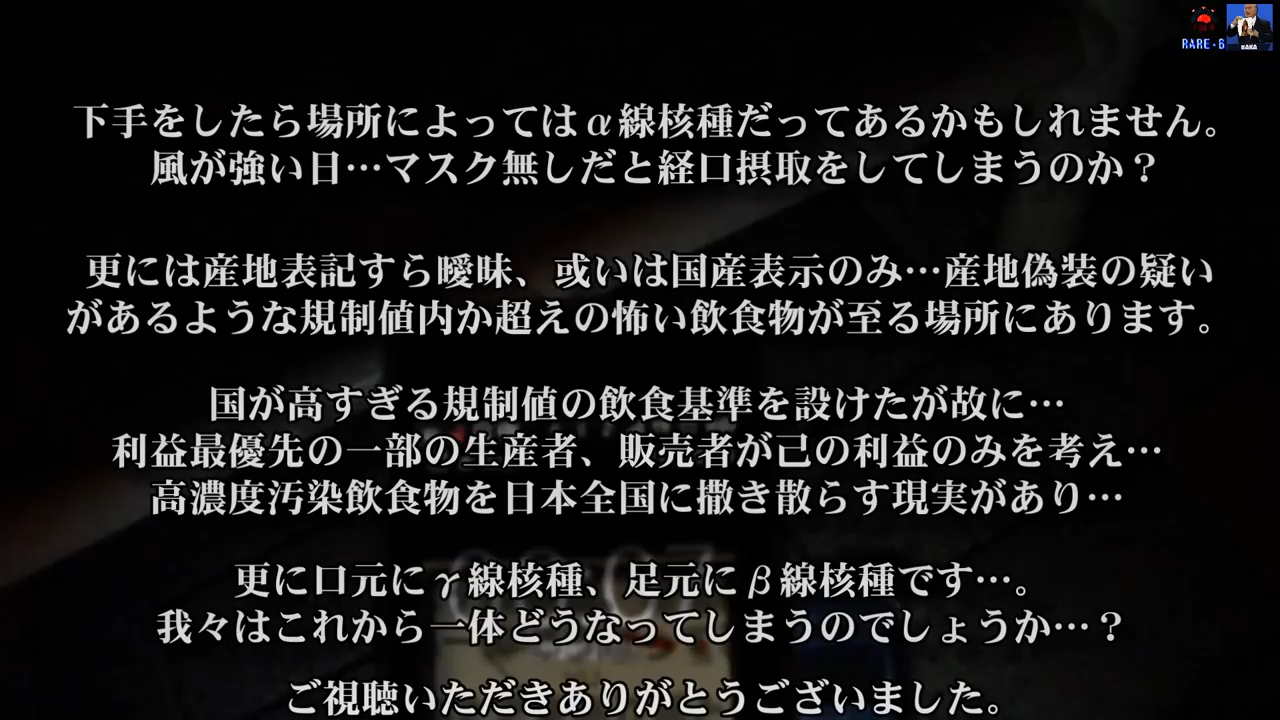 RARE・6
BAKA
下手をしたら場所によってはα線核種だってあるかもしれません。
風が強い日…マスク無しだと経口摂取をしてしまうのか？
更には産地表記すら曖昧、或いは国産表示のみ…産地偽装の疑い
があるような規制値内か超えの怖い飲食物が至る場所にあります。
国が高すぎる規制値の飲食基準を設けたが故に…
利益最優先の一部の生産者、販売者が己の利益のみを考え…
高濃度汚染飲食物を日本全国に撒き散らす現実があり…
更に口元にγ線核種、足元にβ線核種です…。
我々はこれから一体どうなってしまうのでしょうか…？
ご視聴いただきありがとうございました。